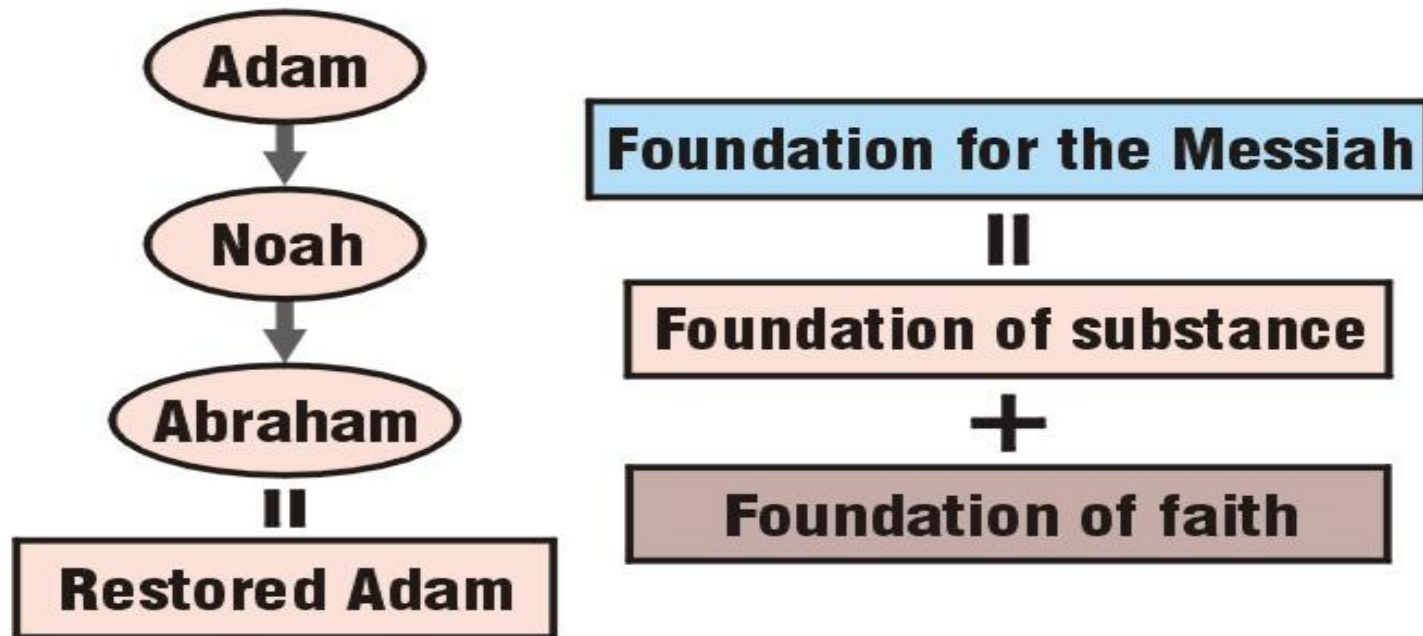 Adam
Noah
Abraham
=
Restored Adam
Foundation for the Messiah
=
Foundation of substance
+
Foundation of faith